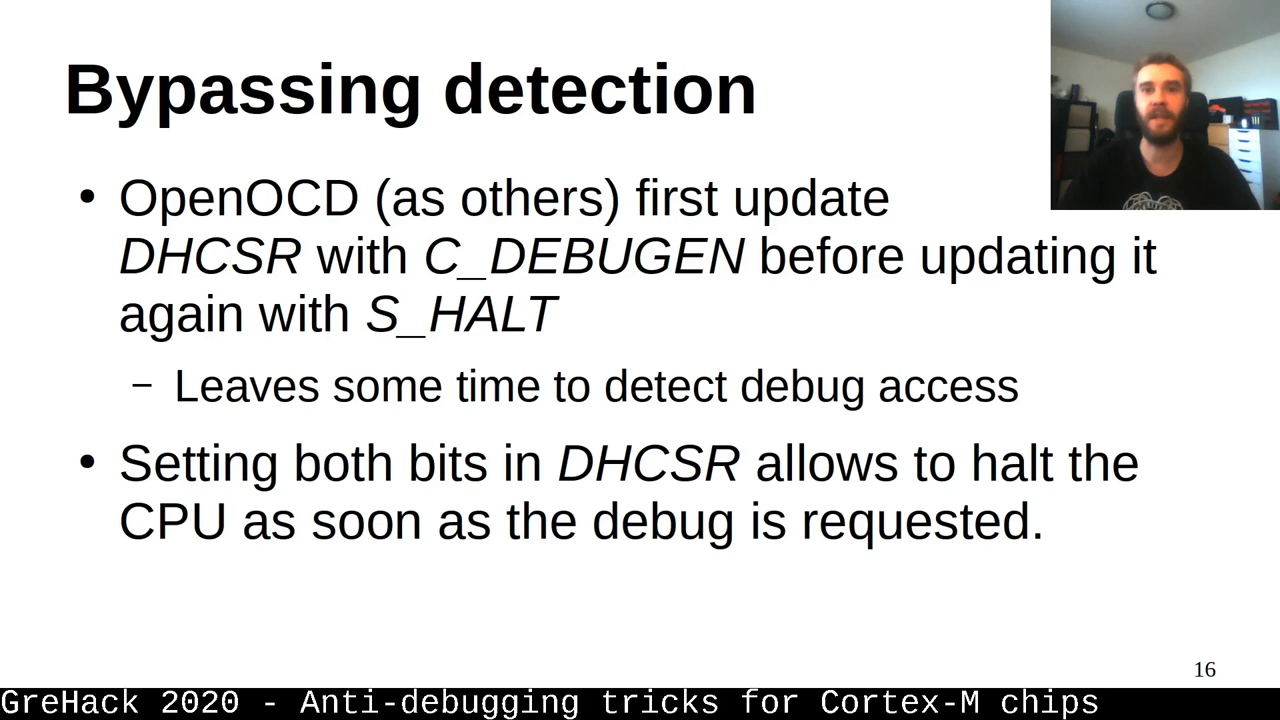 Bypassing detection
• OpenOCD (as others) first update
DHCSR with C_DEBUGEN before updating it
again with S_HALT
– Leaves some time to detect debug access
• Setting both bits in DHCSR allows to halt the
CPU as soon as the debug is requested.
16
GreHack 2020 - Anti-debugging tricks for Cortex-M chips